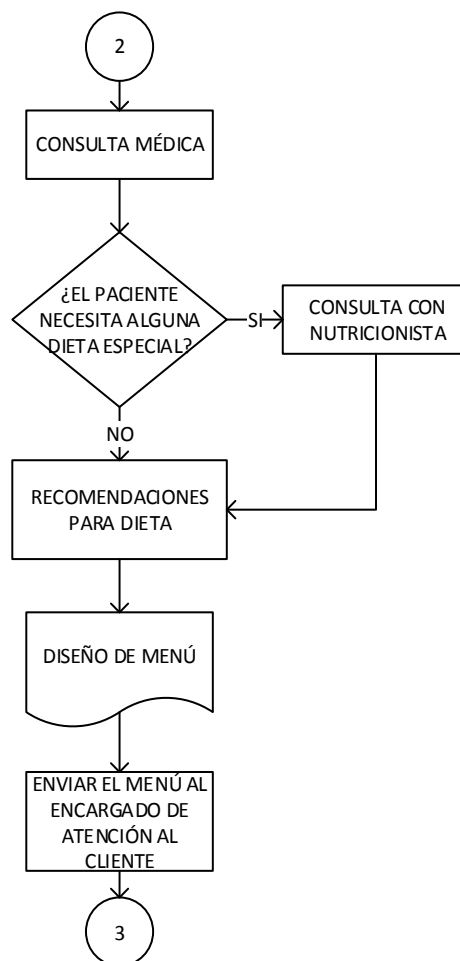 2
CONSULTA MÉDICA
¿EL PACIENTE
NECESITA ALGUNA
DIETA ESPECIAL?
SI
CONSULTA CON
NUTRICIONISTA
NO
RECOMENDACIONES
PARA DIETA
DISEÑO DE MENÚ
ENVIAR EL MENÚ AL
ENCARGADO DE
ATENCIÓN AL
CLIENTE
3